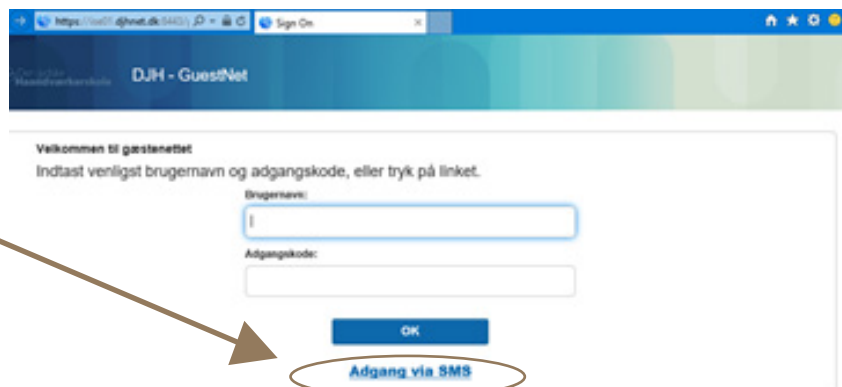 Sign On
DJH - GuestNet
Velkommen til gæstenettet
Indtast venligst brugernavn og adgangskode, eller tryk på linket.
Brugernavn:
Adgangskode:
OK
Adgang via SMS